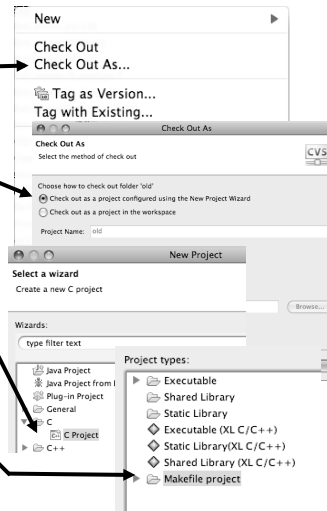 New
Check Out
Check Out As...
Tag as Version...
Tag with Existing...
Check Out As
Check Out As
Select the method of check out
CVS
Choose how to check out folder 'old'
Check out as a project configured using the New Project Wizard
Check out as a project in the workspace
Project Name: old
New Project
Select a wizard
Create a new C project
Browse...
Wizards:
type filter text
Java Project
Java Project from
Plug-in Project
General
C
C Project
C++
Project types:
Executable
Shared Library
Static Library
Executable (XL C/C++)
Static Library(XL C/C++)
Shared Library (XL C/C++)
Makefile project